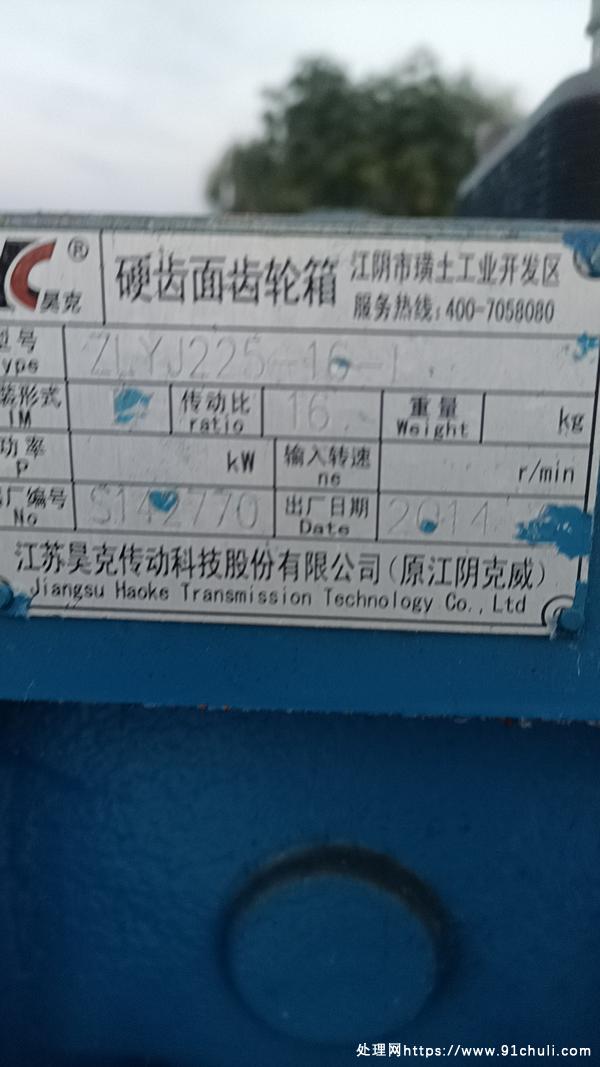 ® 硬齿面齿轮箱 江阴市璜土工业开发区
昊克 服务热线:400-7058080
型号 ZLYJ225-16-I
ype
装形式 传动比 16 重量 kg
IM ratio Weight
功率 kW 输入转速 r/min
P ne
厂编号 S142770 出厂日期 2014
No Date
江苏昊克传动科技股份有限公司(原江阴克威)
Jiangsu Haoke Transmission Technology Co., Ltd
处理网https://www.91chuli.com